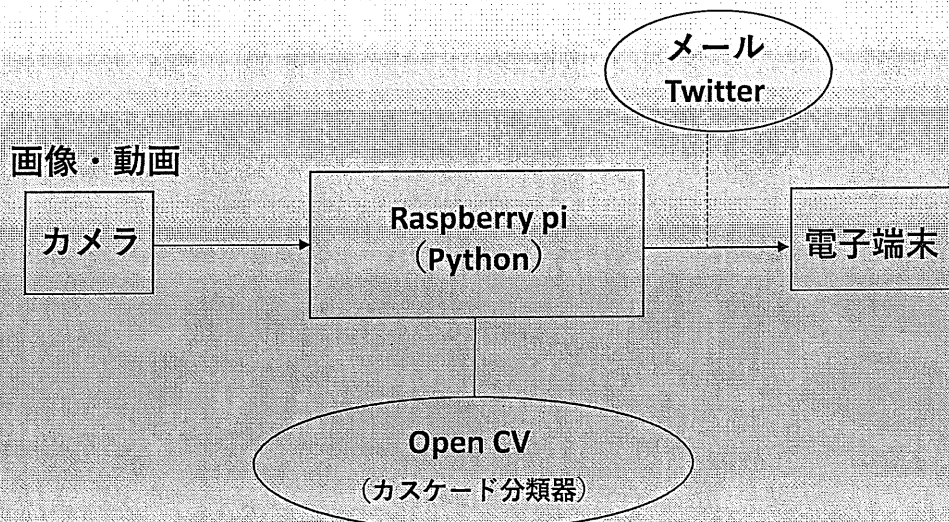 メール
Twitter
画像・動画
カメラ
Raspberry pi
（Python）
電子端末
Open CV
（カスケード分類器）